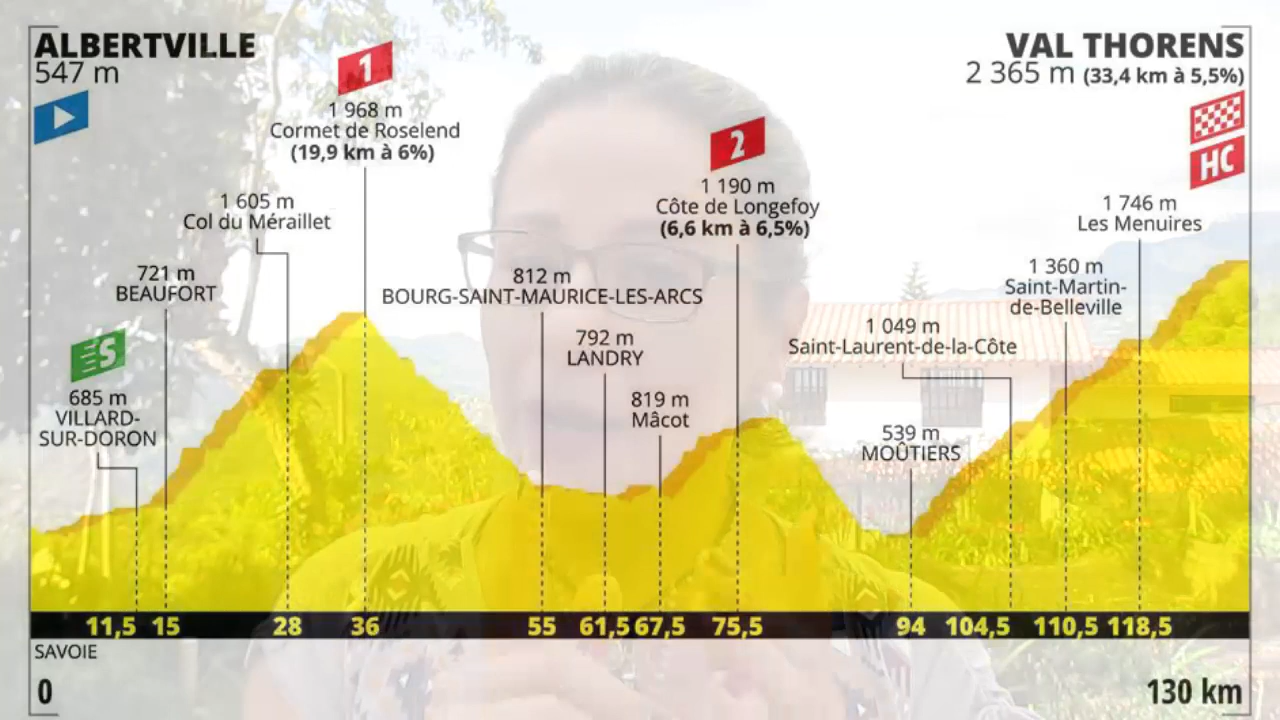 ALBERTVILLE
547 m
VAL THORENS
2 365 m (33,4 km à 5,5%)
HC
1
1 968 m
Cormet de Roselend
(19,9 km à 6%)
2
1 190 m
Côte de Longefoy
(6,6 km à 6,5%)
1 605 m
Col du Méraillet
1 746 m
Les Menuires
721 m
BEAUFORT
812 m
BOURG-SAINT-MAURICE-LES-ARCS
1 360 m
Saint-Martin-
de-Belleville
792 m
LANDRY
1 049 m
Saint-Laurent-de-la-Côte
S
685 m
VILLARD-
SUR-DORON
819 m
Mâcot
539 m
MOÛTIERS
11,5 15 28 36 55 61,5 67,5 75,5 94 104,5 110,5 118,5
SAVOIE
0
130 km